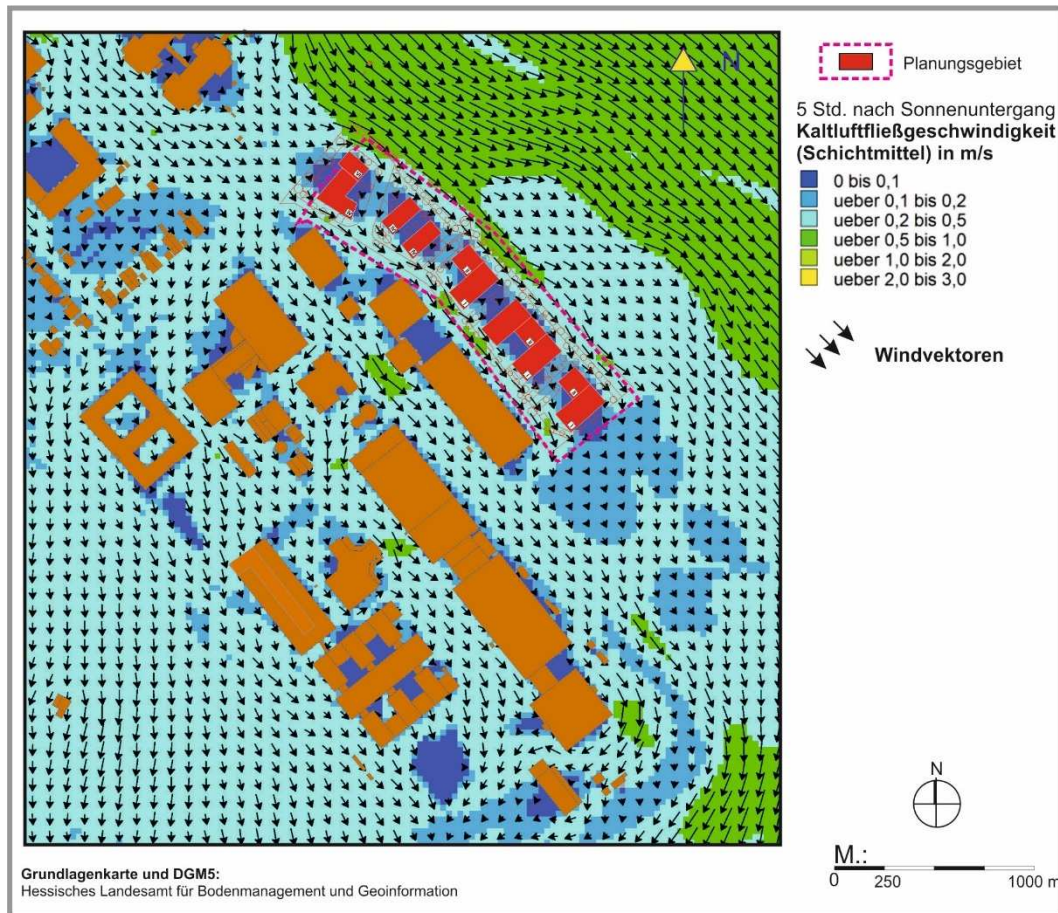 N
Planungsgebiet
5 Std. nach Sonnenuntergang
Kaltluftfließgeschwindigkeit
(Schichtmittel) in m/s
0 bis 0,1
ueber 0,1 bis 0,2
ueber 0,2 bis 0,5
ueber 0,5 bis 1,0
ueber 1,0 bis 2,0
ueber 2,0 bis 3,0
Windvektoren
N
M.:
0 250 1000 m
Grundlagenkarte und DGM5:
Hessisches Landesamt für Bodenmanagement und Geoinformation